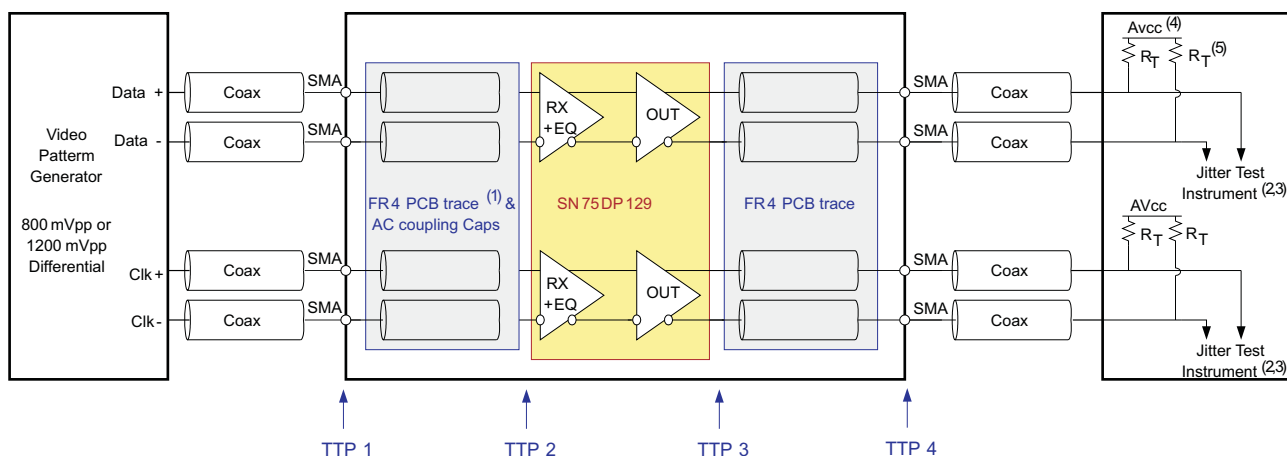 Video
Patterm
Generator
800 mVpp or
1200 mVpp
Differential
Data +
Data -
Clk +
Clk-
Coax
Coax
Coax
Coax
SMA
SMA
SMA
SMA
FR4 PCB trace (1) &
AC coupling Caps
RX
+EQ
OUT
SN75DP129
RX
+EQ
OUT
FR4 PCB trace
SMA
SMA
SMA
SMA
Coax
Coax
Coax
Coax
Avcc (4)
RT
RT (5)
Jitter Test
Instrument (2,3)
AVcc
RT
RT
Jitter Test
Instrument (2,3)
TTP 1
TTP 2
TTP 3
TTP 4